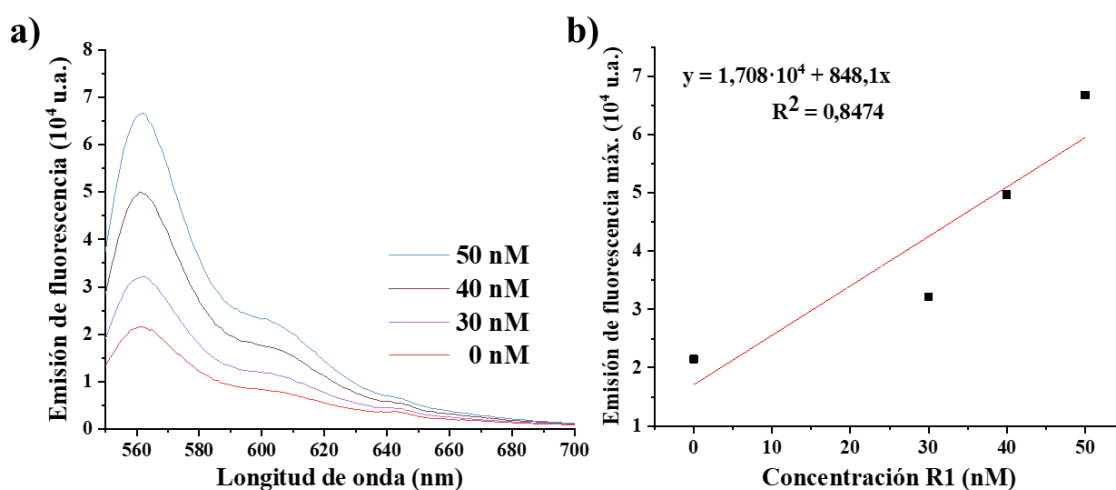 a)
Emisión de fluorescencia (10⁴ u.a.)
8
7
6
5
4
3
2
1
0
50 nM
40 nM
30 nM
0 nM
560 580 600 620 640 660 680 700
Longitud de onda (nm)
b)
Emisión de fluorescencia máx. (10⁴ u.a.)
y = 1,708·10⁴ + 848,1x
R² = 0,8474
7
6
5
4
3
2
1
0 10 20 30 40 50
Concentración R1 (nM)